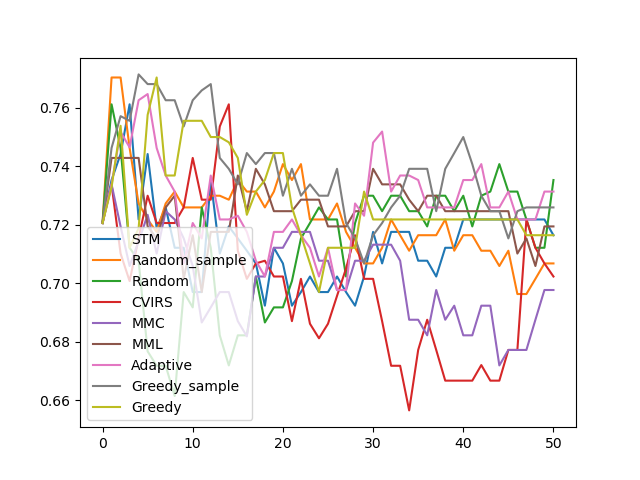 0.76
0.74
0.72
0.70
0.68
0.66
STM
Random_sample
Random
CVIRS
MMC
MML
Adaptive
Greedy_sample
Greedy
0
10
20
30
40
50